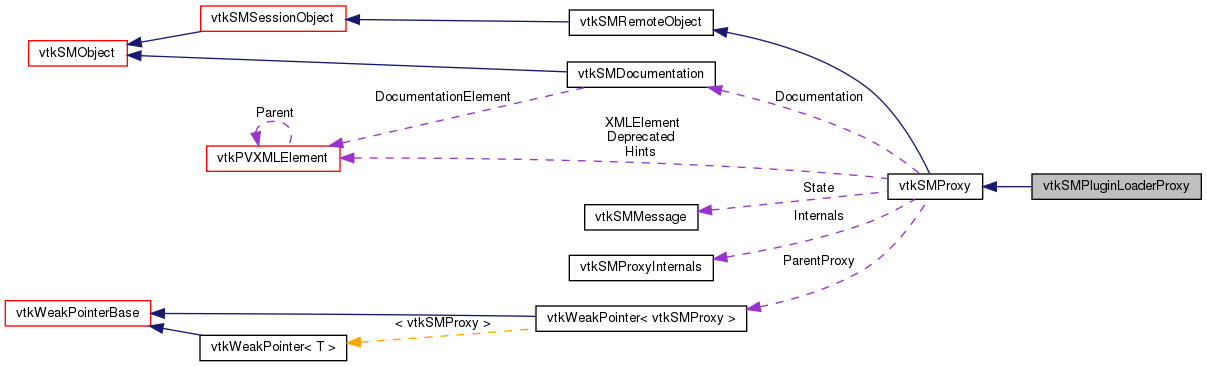 vtkSMSessionObject
vtkSMRemoteObject
vtkSMObject
vtkSMDocumentation
DocumentationElement
Documentation
Parent
XMLElement
Deprecated
Hints
vtkPVXMLElement
vtkSMProxy
vtkSMPluginLoaderProxy
State
vtkSMMessage
Internals
vtkSMProxyInternals
ParentProxy
vtkWeakPointerBase
vtkWeakPointer< vtkSMProxy >
< vtkSMProxy >
vtkWeakPointer< T >